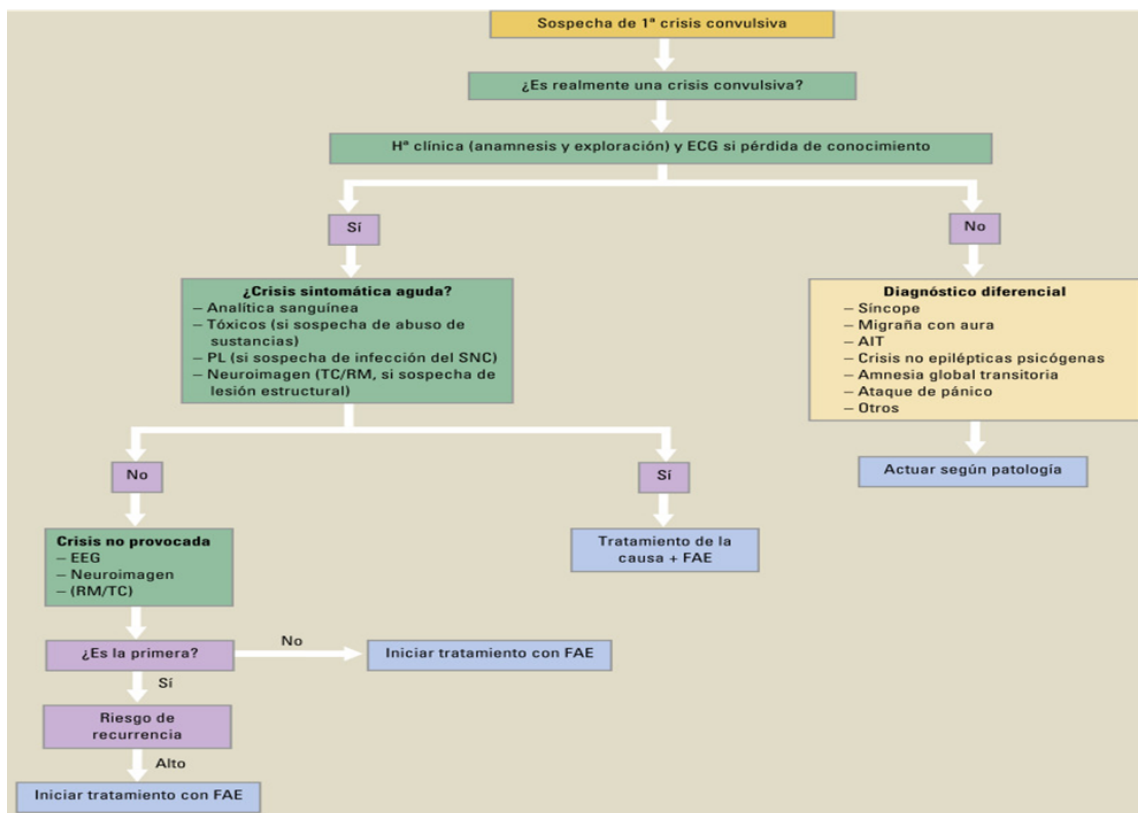 Sospecha de 1ª crisis convulsiva
¿Es realmente una crisis convulsiva?
Hª clínica (anamnesis y exploración) y ECG si pérdida de conocimiento
Sí
No
¿Crisis sintomática aguda?
– Analítica sanguínea
– Tóxicos (si sospecha de abuso de
sustancias)
– PL (si sospecha de infección del SNC)
– Neuroimagen (TC/RM, si sospecha de
lesión estructural)
Diagnóstico diferencial
– Síncope
– Migraña con aura
– AIT
– Crisis no epilépticas psicógenas
– Amnesia global transitoria
– Ataque de pánico
– Otros
No
Sí
Actuar según patología
Crisis no provocada
– EEG
– Neuroimagen
– (RM/TC)
Tratamiento de la
causa + FAE
¿Es la primera?
No
Iniciar tratamiento con FAE
Sí
Riesgo de
recurrencia
Alto
Iniciar tratamiento con FAE